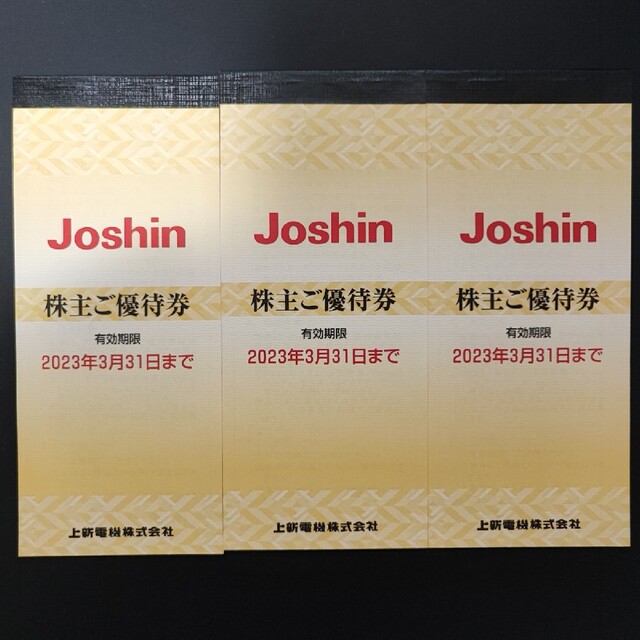 Joshin
株主ご優待券
有効期限
2023年3月31日まで
上新電機株式会社
Joshin
株主ご優待券
有効期限
2023年3月31日まで
上新電機株式会社
Joshin
株主ご優待券
有効期限
2023年3月31日まで
上新電機株式会社